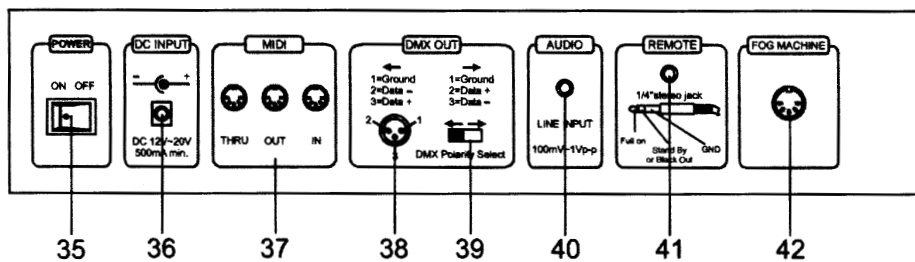 POWER
ON OFF
DC INPUT
− +
DC 12V~20V
500mA min.
MIDI
THRU OUT IN
DMX OUT
← →
1=Ground 1=Ground
2=Data − 2=Data +
3=Data + 3=Data −
2 1
3
← →
DMX Polarity Select
AUDIO
LINE INPUT
100mV~1Vp-p
REMOTE
1/4"stereo jack
Full on GND
Stand By
or Black Out
FOG MACHINE
35 36 37 38 39 40 41 42